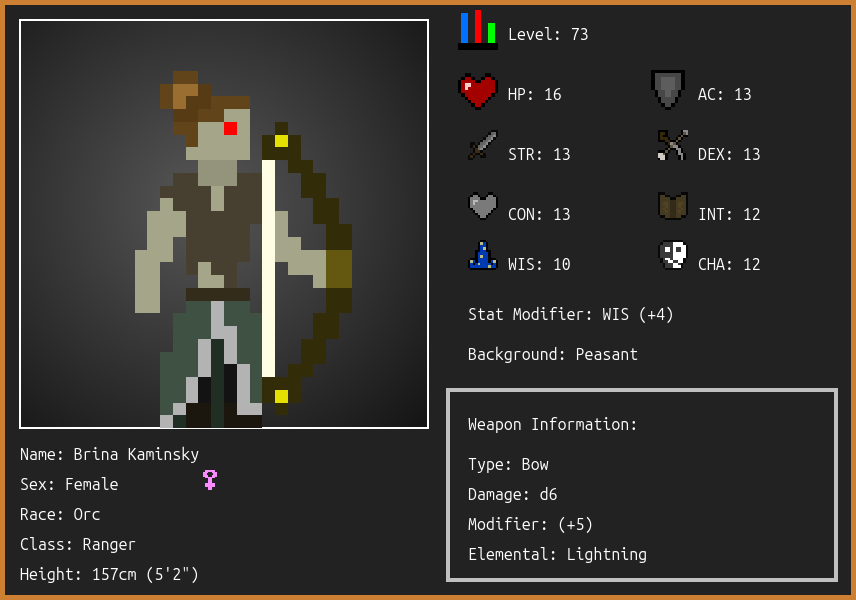 Level: 73
HP: 16
AC: 13
STR: 13
DEX: 13
CON: 13
INT: 12
WIS: 10
CHA: 12
Stat Modifier: WIS (+4)
Background: Peasant
Weapon Information:
Type: Bow
Damage: d6
Modifier: (+5)
Elemental: Lightning
Name: Brina Kaminsky
Sex: Female
Race: Orc
Class: Ranger
Height: 157cm (5'2")